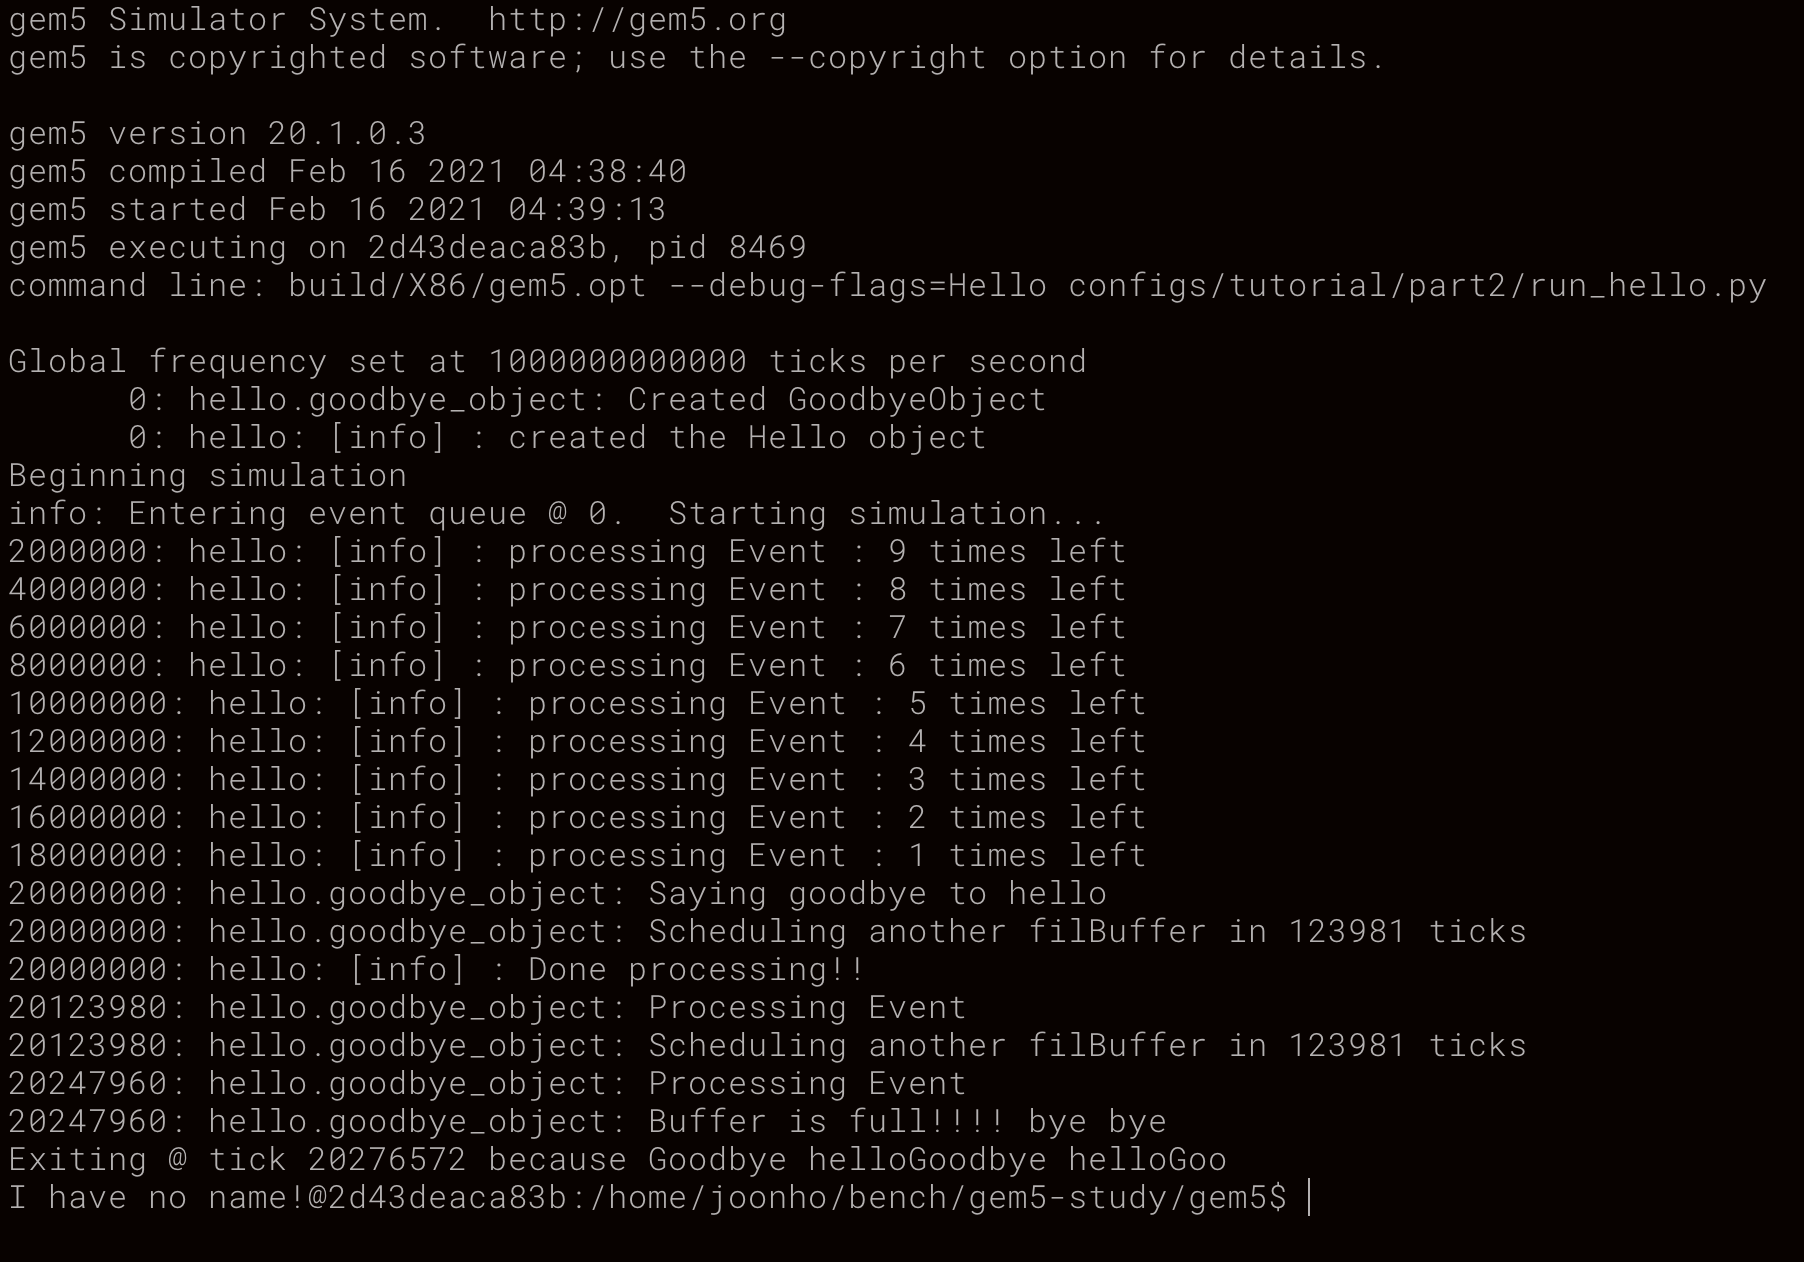 gem5 Simulator System.  http://gem5.org
gem5 is copyrighted software; use the --copyright option for details.

gem5 version 20.1.0.3
gem5 compiled Feb 16 2021 04:38:40
gem5 started Feb 16 2021 04:39:13
gem5 executing on 2d43deaca83b, pid 8469
command line: build/X86/gem5.opt --debug-flags=Hello configs/tutorial/part2/run_hello.py

Global frequency set at 1000000000000 ticks per second
      0: hello.goodbye_object: Created GoodbyeObject
      0: hello: [info] : created the Hello object
Beginning simulation
info: Entering event queue @ 0.  Starting simulation...
2000000: hello: [info] : processing Event : 9 times left
4000000: hello: [info] : processing Event : 8 times left
6000000: hello: [info] : processing Event : 7 times left
8000000: hello: [info] : processing Event : 6 times left
10000000: hello: [info] : processing Event : 5 times left
12000000: hello: [info] : processing Event : 4 times left
14000000: hello: [info] : processing Event : 3 times left
16000000: hello: [info] : processing Event : 2 times left
18000000: hello: [info] : processing Event : 1 times left
20000000: hello.goodbye_object: Saying goodbye to hello
20000000: hello.goodbye_object: Scheduling another filBuffer in 123981 ticks
20000000: hello: [info] : Done processing!!
20123980: hello.goodbye_object: Processing Event
20123980: hello.goodbye_object: Scheduling another filBuffer in 123981 ticks
20247960: hello.goodbye_object: Processing Event
20247960: hello.goodbye_object: Buffer is full!!!! bye bye
Exiting @ tick 20276572 because Goodbye helloGoodbye helloGoo
I have no name!@2d43deaca83b:/home/joonho/bench/gem5-study/gem5$